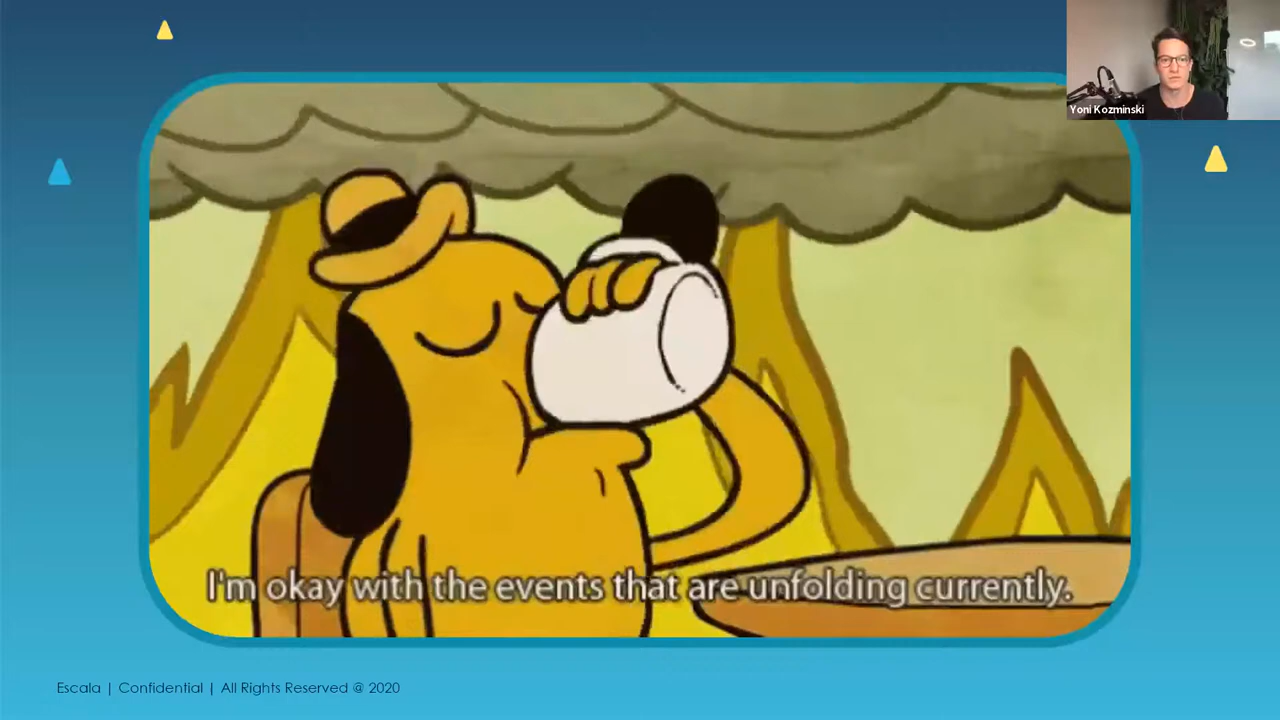 Yoni Kozminski
I'm okay with the events that are unfolding currently.
Escala | Confidential | All Rights Reserved @ 2020